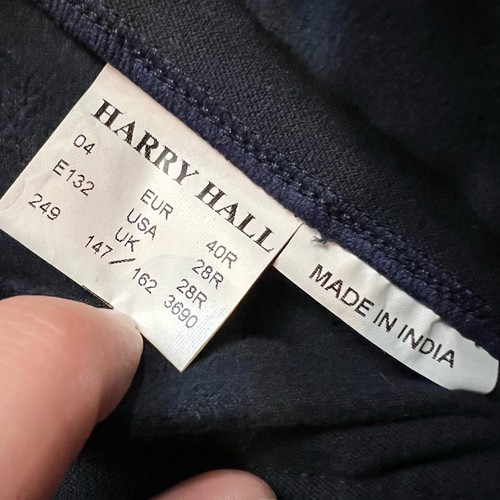 HARRY HALL
04 EUR 40R
E132 USA 28R
UK 28R
249 147/162 3690
MADE IN INDIA